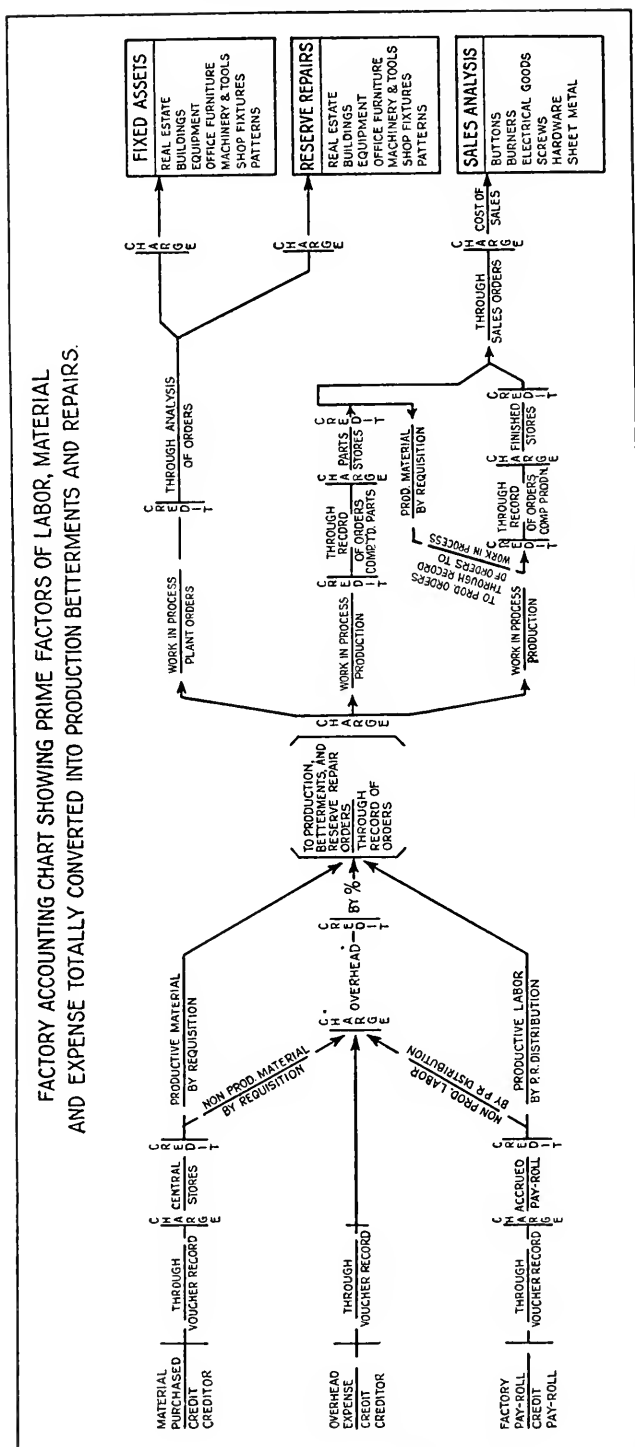 FACTORY ACCOUNTING CHART SHOWING PRIME FACTORS OF LABOR, MATERIAL
AND EXPENSE TOTALLY CONVERTED INTO PRODUCTION BETTERMENTS AND REPAIRS.
MATERIAL
PURCHASED
CREDIT
CREDITOR
THROUGH
VOUCHER RECORD
CHARGE
CENTRAL
STORES
CREDIT
PRODUCTIVE MATERIAL
BY REQUISITION
NON PROD. MATERIAL
BY REQUISITION
OVERHEAD
EXPENSE
CREDIT
CREDITOR
THROUGH
VOUCHER RECORD
CHARGE
OVERHEAD
CREDIT
BY %
FACTORY
PAY-ROLL
CREDIT
PAY-ROLL
THROUGH
VOUCHER RECORD
CHARGE
ACCRUED
PAY-ROLL
CREDIT
PRODUCTIVE LABOR
BY P.R. DISTRIBUTION
NON PROD. LABOR
BY PR DISTRIBUTION
TO PRODUCTION,
BETTERMENTS, AND
RESERVE REPAIR
ORDERS
THROUGH
RECORD OF
ORDERS
CHARGE
WORK IN PROCESS
PLANT ORDERS
CREDIT
THROUGH ANALYSIS
OF ORDERS
CHARGE
FIXED ASSETS
REAL ESTATE
BUILDINGS
EQUIPMENT
OFFICE FURNITURE
MACHINERY & TOOLS
SHOP FIXTURES
PATTERNS
CHARGE
RESERVE REPAIRS
REAL ESTATE
BUILDINGS
EQUIPMENT
OFFICE FURNITURE
MACHINERY & TOOLS
SHOP FIXTURES
PATTERNS
WORK IN PROCESS
PRODUCTION
CREDIT
THROUGH
RECORD
OF ORDERS
COMPTD. PARTS
CHARGE
PARTS
STORES
CREDIT
PROD. MATERIAL
BY REQUISITION
TO PROD. ORDERS
THROUGH RECORD
OF ORDERS TO
WORK IN PROCESS
WORK IN PROCESS
PRODUCTION
CREDIT
THROUGH
RECORD
OF ORDERS
COMP PRODN.
CHARGE
FINISHED
STORES
CREDIT
THROUGH
SALES ORDERS
CHARGE
COST OF
SALES
SALES ANALYSIS
BUTTONS
BURNERS
ELECTRICAL GOODS
SCREWS
HARDWARE
SHEET METAL